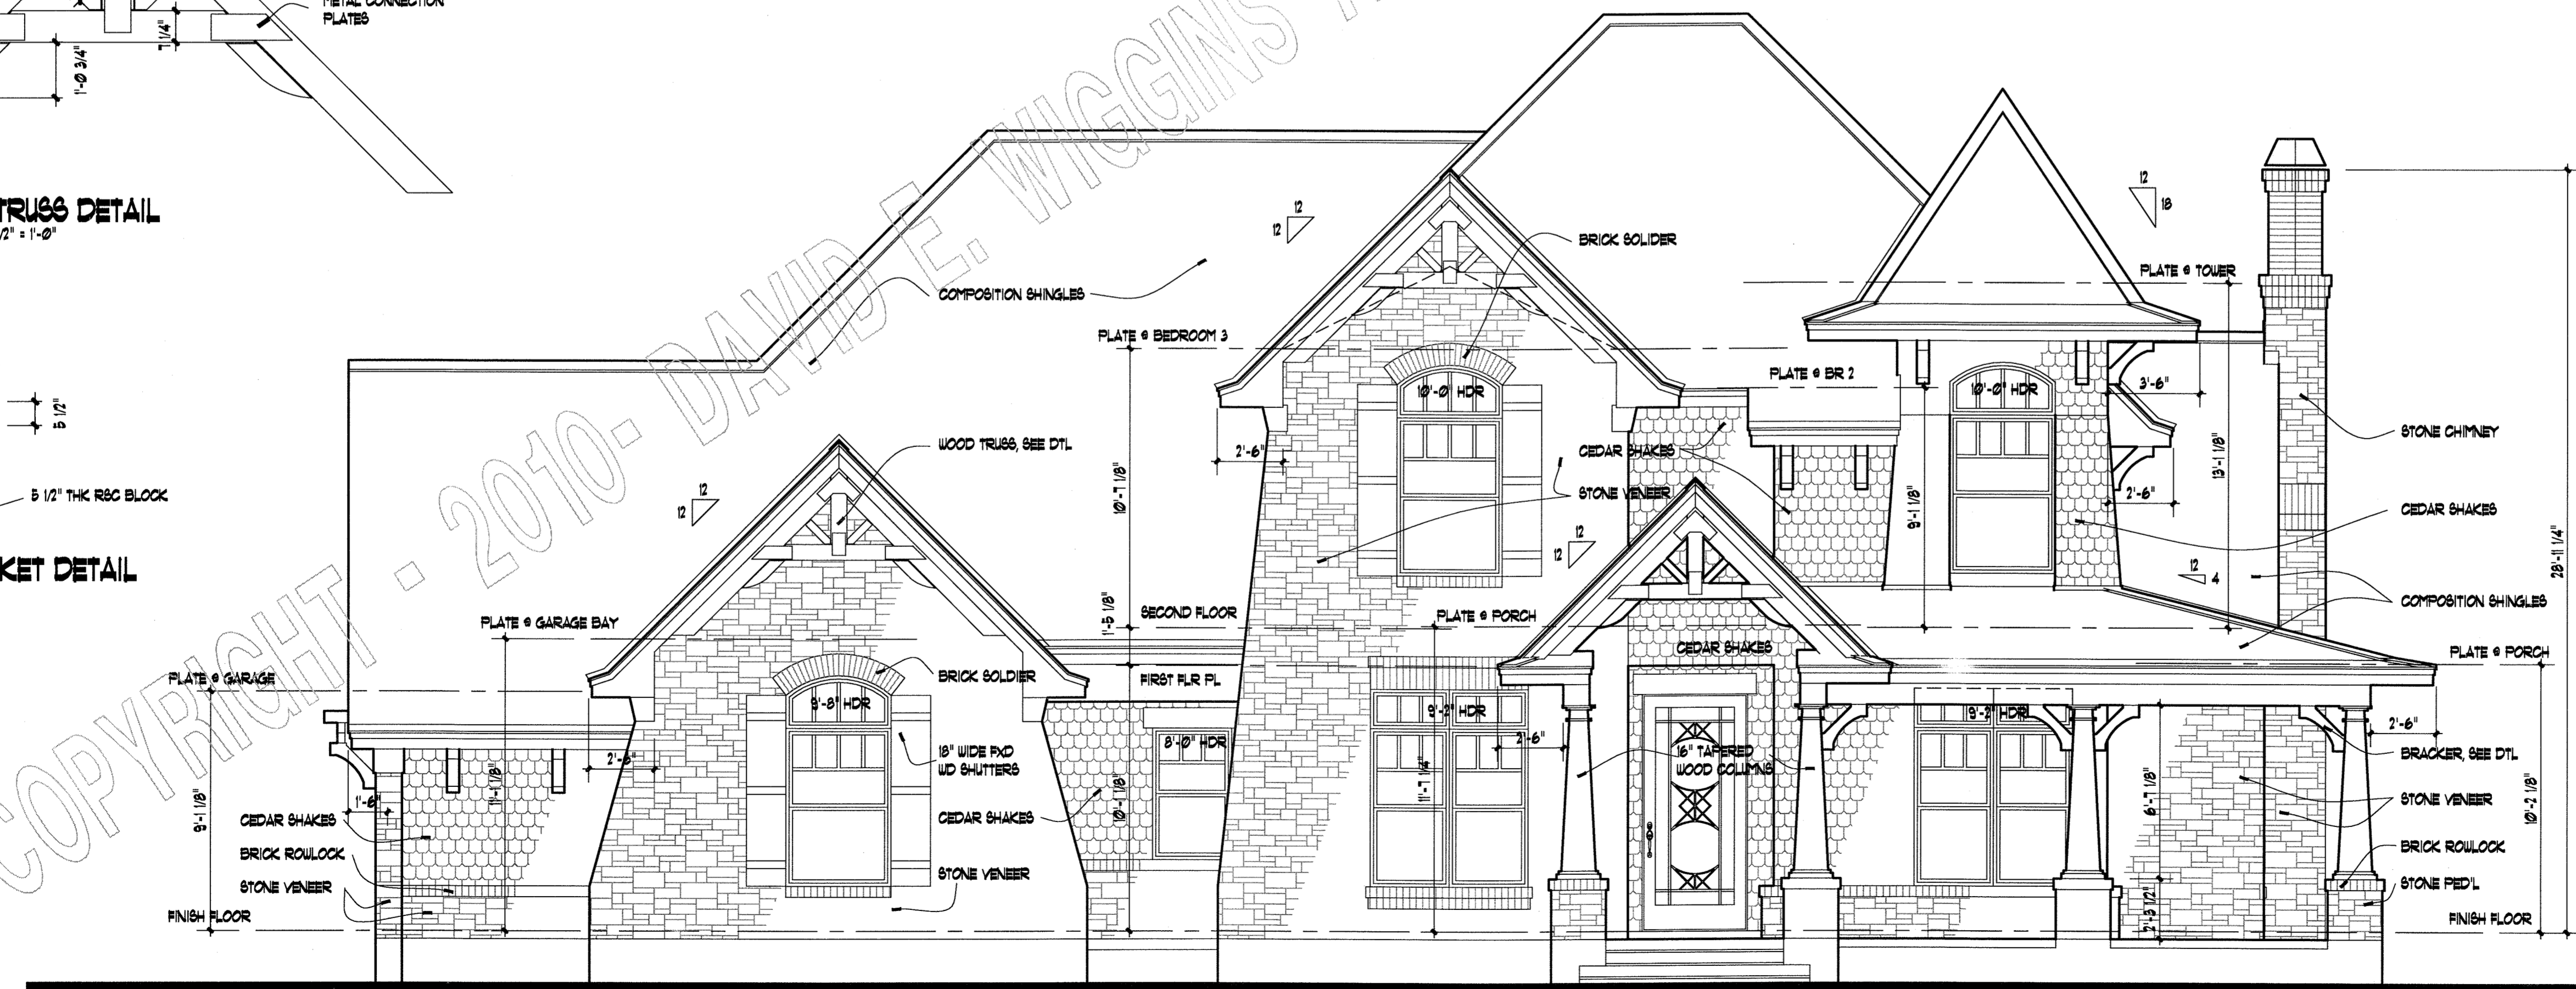 METAL CONNECTION
PLATES
7 1/4"
1'-0 3/4"
TRUSS DETAIL
/2" = 1'-0"
5 1/2"
5 1/2" THK RSC BLOCK
KET DETAIL
COPYRIGHT - 2010- DAVID E. WIGGINS
COMPOSITION SHINGLES
WOOD TRUSS, SEE DTL
12
12
PLATE @ GARAGE BAY
PLATE @ GARAGE
9'-1 1/8"
11'-1 1/8"
1'-6"
2'-6"
CEDAR SHAKES
BRICK ROWLOCK
STONE VENEER
FINISH FLOOR
BRICK SOLDIER
9'-8" HDR
18" WIDE FXD
WD SHUTTERS
CEDAR SHAKES
STONE VENEER
8'-0" HDR
PLATE @ BEDROOM 3
10'-7 1/8"
1'-5 1/8"
10'-1 1/8"
SECOND FLOOR
FIRST FLR PL
2'-6"
12
12
BRICK SOLIDER
10'-0" HDR
CEDAR SHAKES
STONE VENEER
12
12
PLATE @ PORCH
11'-7 1/4"
9'-2" HDR
2'-6"
CEDAR SHAKES
16" TAPERED
WOOD COLUMNS
PLATE @ BR 2
9'-1 1/8"
10'-0" HDR
12
18
PLATE @ TOWER
3'-6"
2'-6"
13'-1 1/8"
12
4
9'-2" HDR
6'-7 1/8"
2'-3 1/2"
STONE CHIMNEY
CEDAR SHAKES
COMPOSITION SHINGLES
PLATE @ PORCH
2'-6"
BRACKER, SEE DTL
STONE VENEER
BRICK ROWLOCK
STONE PED'L
FINISH FLOOR
10'-2 1/8"
28'-11 1/4"